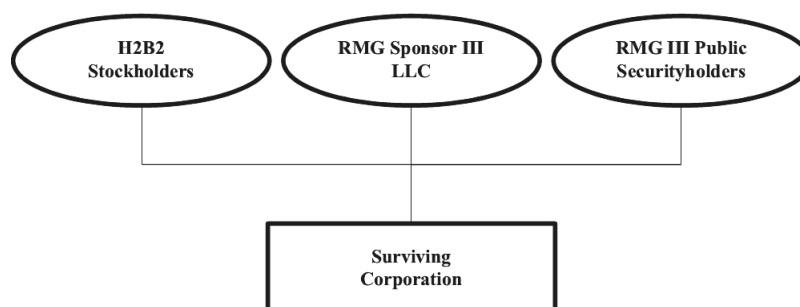 H2B2
Stockholders
RMG Sponsor III
LLC
RMG III Public
Securityholders
Surviving
Corporation